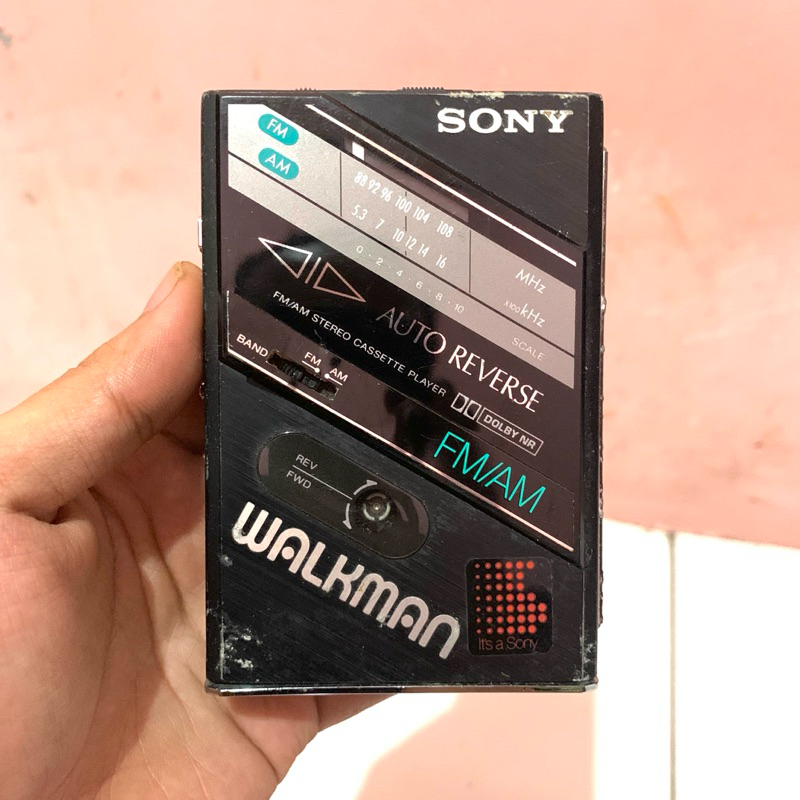 SONY
FM
AM
88 92 96 100 104 108
MHz
5.3 7 10 12 14 16
X100 kHz
0 · 2 · 4 · 6 · 8 · 10
SCALE
AUTO REVERSE
FM/AM STEREO CASSETTE PLAYER
DOLBY NR
BAND
FM AM
FM/AM
REV
FWD
WALKMAN
It's a Sony